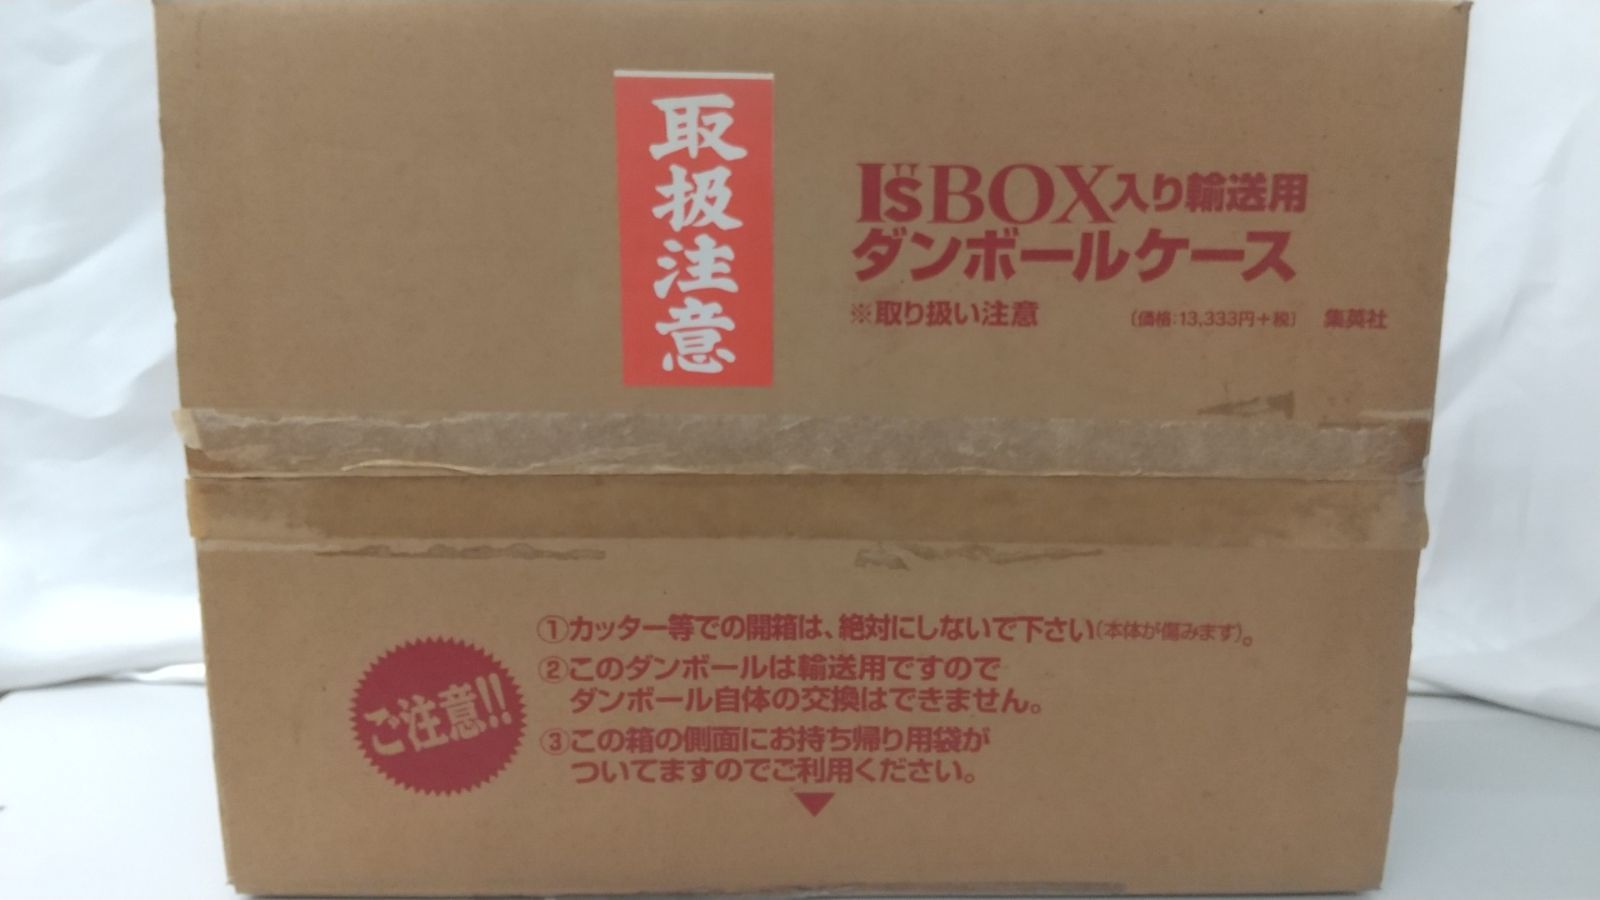 取扱注意
I"s BOX入り輸送用
ダンボールケース
※取り扱い注意 〔価格:13,333円+税〕 集英社
ご注意!!
①カッター等での開箱は、絶対にしないで下さい(本体が傷みます)。
②このダンボールは輸送用ですので
ダンボール自体の交換はできません。
③この箱の側面にお持ち帰り用袋が
ついてますのでご利用ください。